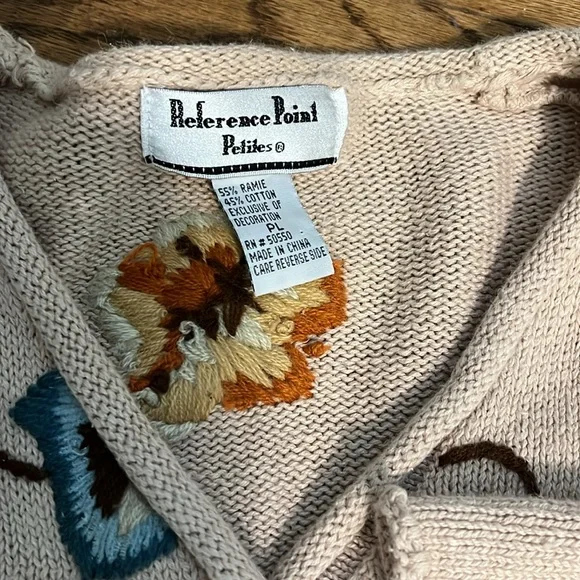 Reference Point
Petites®
55% RAMIE
45% COTTON
EXCLUSIVE OF
DECORATION
PL
RN # 50550
MADE IN CHINA
CARE REVERSE SIDE